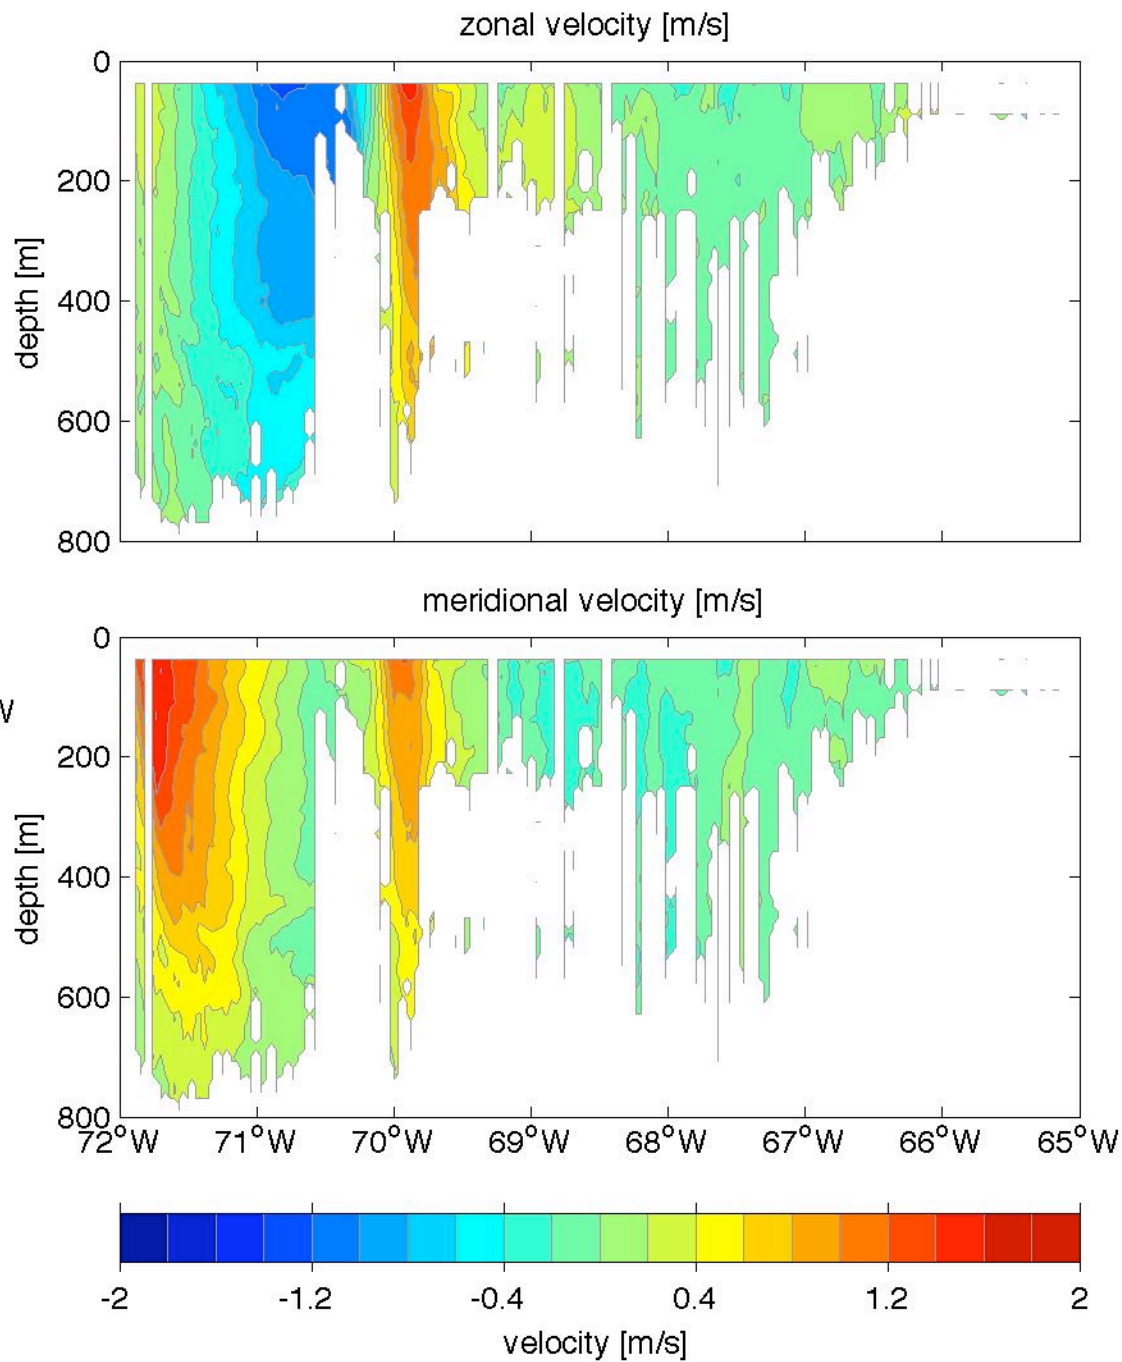 zonal velocity [m/s]
0
200
400
600
800
depth [m]
meridional velocity [m/s]
0
W
200
400
600
800
depth [m]
72°W 71°W 70°W 69°W 68°W 67°W 66°W 65°W
-2 -1.2 -0.4 0.4 1.2 2
velocity [m/s]